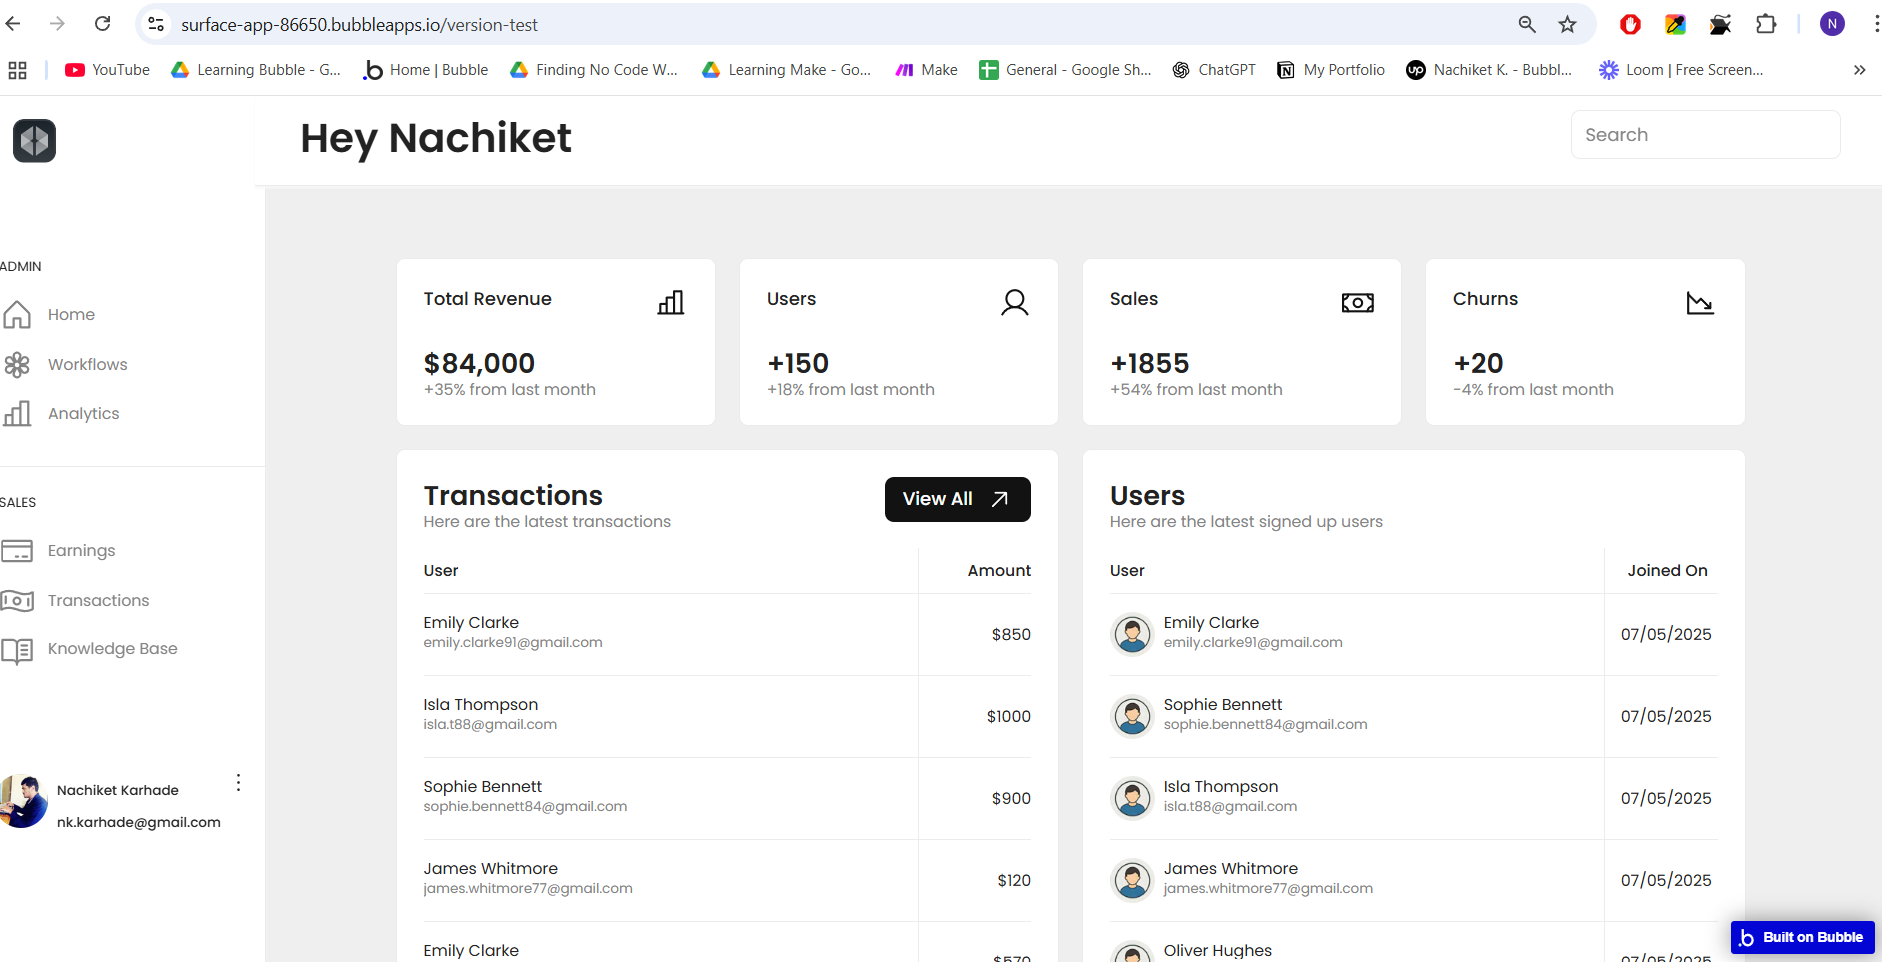 surface-app-86650.bubbleapps.io/version-test
N
YouTube
Learning Bubble - G...
Home | Bubble
Finding No Code W...
Learning Make - Go...
Make
General - Google Sh...
ChatGPT
My Portfolio
up
Nachiket K. - Bubbl...
Loom | Free Screen...
Hey Nachiket
Search
ADMIN
Home
Workflows
Analytics
SALES
Earnings
Transactions
Knowledge Base
Nachiket Karhade
nk.karhade@gmail.com
Total Revenue
$84,000
+35% from last month
Users
+150
+18% from last month
Sales
+1855
+54% from last month
Churns
+20
-4% from last month
Transactions
Here are the latest transactions
View All
User Amount
Emily Clarke
emily.clarke91@gmail.com
$850
Isla Thompson
isla.t88@gmail.com
$1000
Sophie Bennett
sophie.bennett84@gmail.com
$900
James Whitmore
james.whitmore77@gmail.com
$120
Emily Clarke
$570
Users
Here are the latest signed up users
User Joined On
Emily Clarke
emily.clarke91@gmail.com
07/05/2025
Sophie Bennett
sophie.bennett84@gmail.com
07/05/2025
Isla Thompson
isla.t88@gmail.com
07/05/2025
James Whitmore
james.whitmore77@gmail.com
07/05/2025
Oliver Hughes
07/05/2025
Built on Bubble